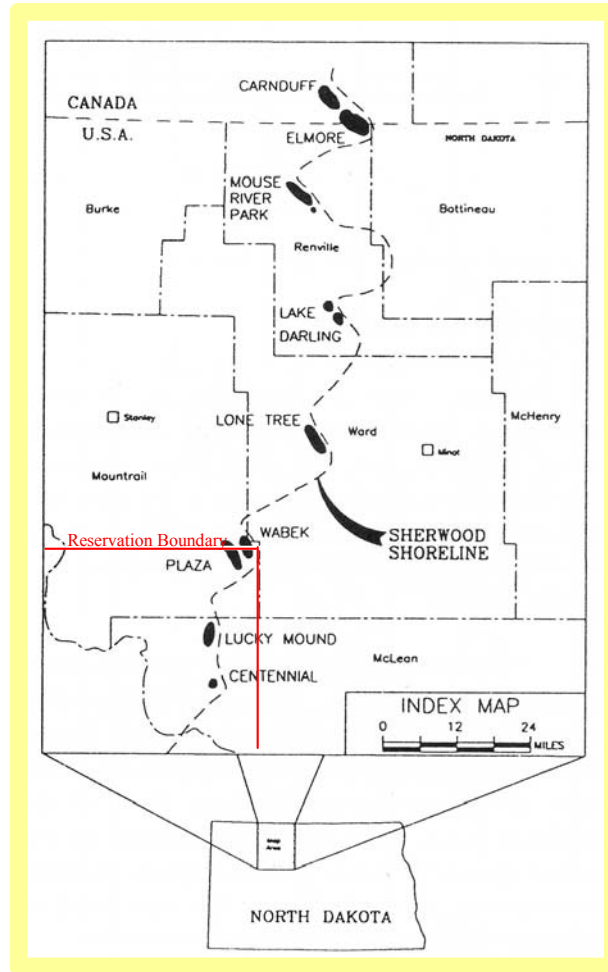 CARNDUFF
CANADA
U.S.A.
ELMORE
NORTH DAKOTA
MOUSE
RIVER
PARK
Burke
Bottineau
Renville
LAKE
DARLING
Stanley
LONE TREE
Ward
McHenry
Minot
Mountrail
Reservation Boundary
WABEK
SHERWOOD
SHORELINE
PLAZA
LUCKY MOUND
McLean
CENTENNIAL
INDEX MAP
0 12 24
MILES
Map
Area
NORTH DAKOTA